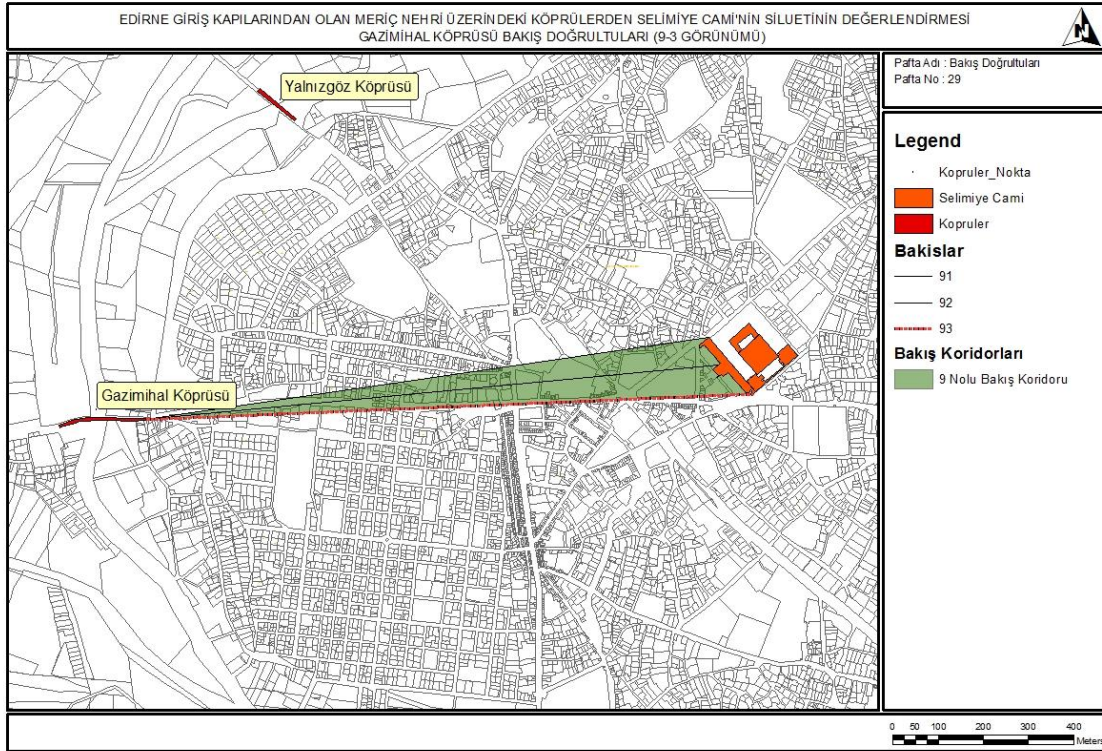 EDİRNE GİRİŞ KAPILARINDAN OLAN MERİÇ NEHRİ ÜZERİNDEKİ KÖPRÜLERDEN SELİMİYE CAMİ'NİN SİLUETİNİN DEĞERLENDİRMESİ
GAZİMİHAL KÖPRÜSÜ BAKIŞ DOĞRULTULARI (9-3 GÖRÜNÜMÜ)
N
Pafta Adı : Bakış Doğrultuları
Pafta No : 29
Yalnızgöz Köprüsü
Gazimihal Köprüsü
Legend
Kopruler_Nokta
Selimiye Cami
Kopruler
Bakislar
91
92
93
Bakış Koridorları
9 Nolu Bakış Koridoru
0 50 100 200 300 400
Meters